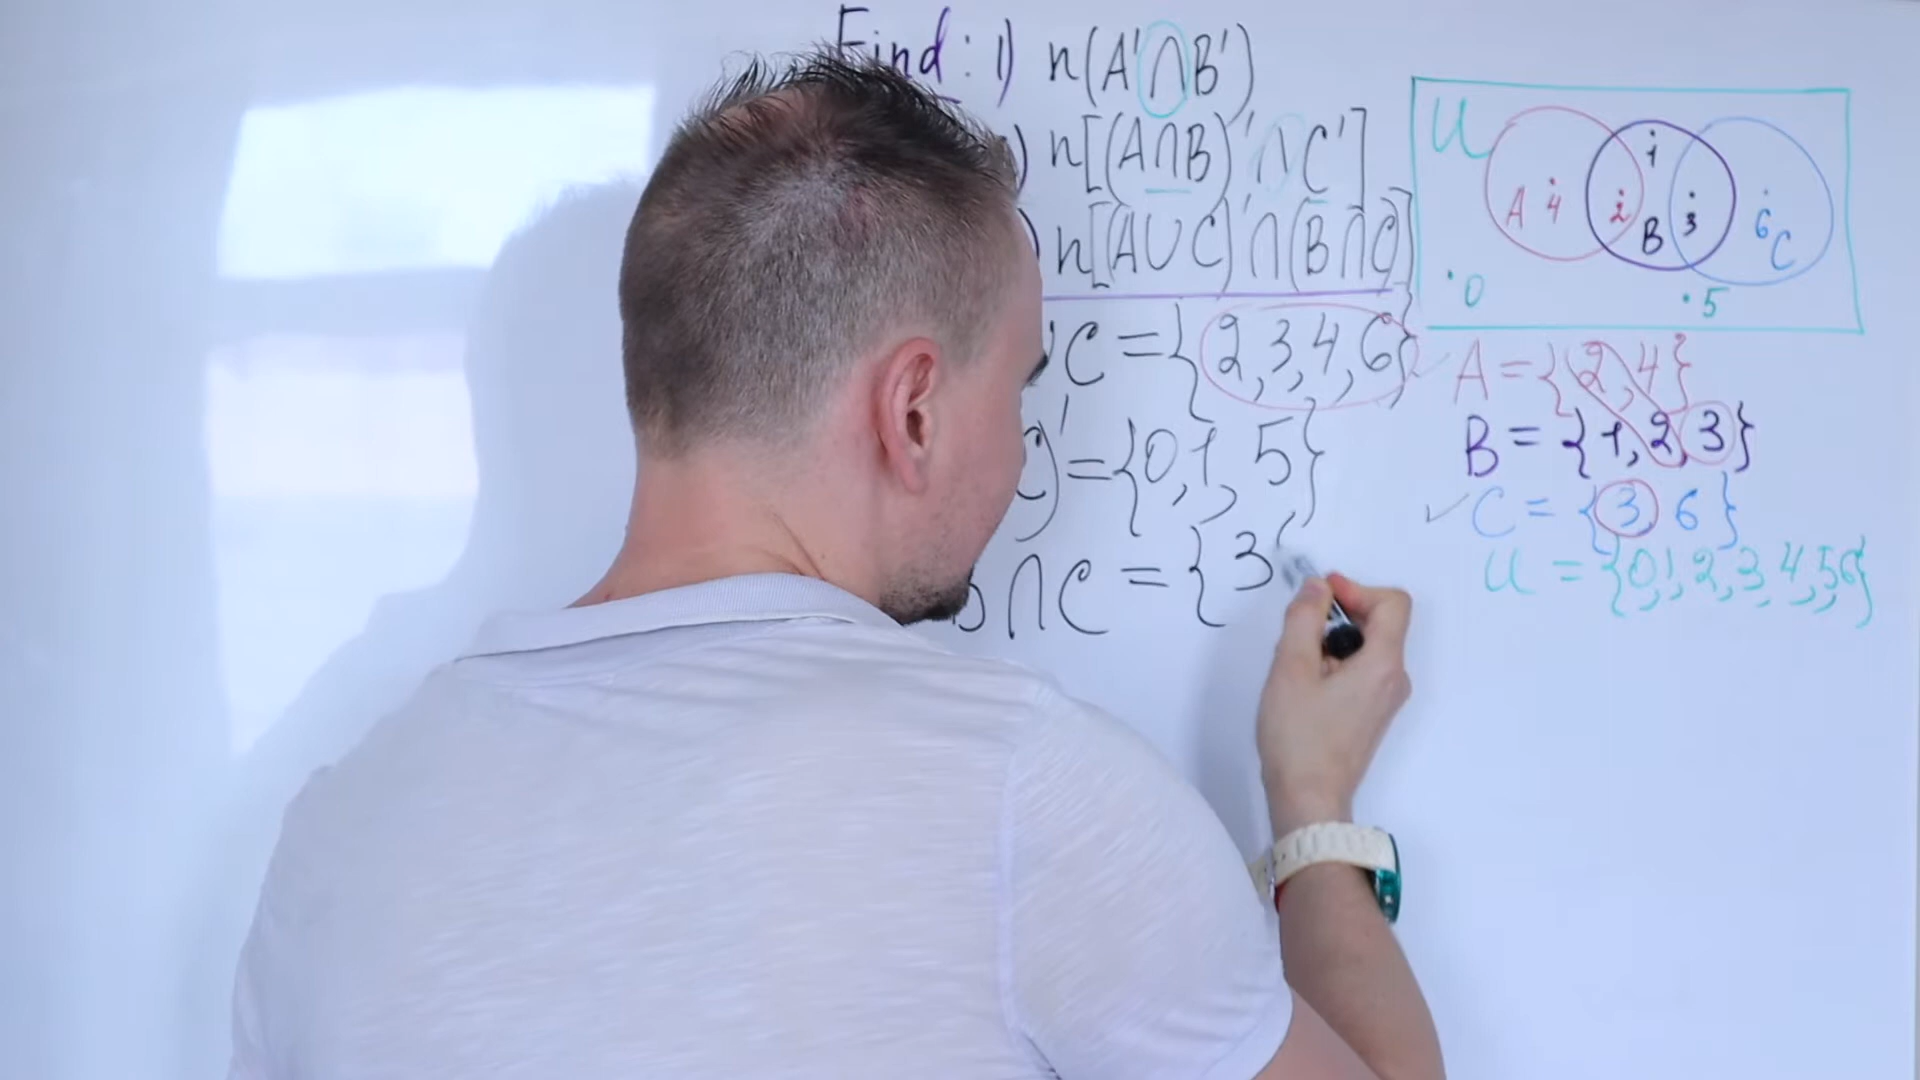 Find: 1) n(A'∩B')
) n[(A∩B)'∩C']
) n[(A∪C)'∩(B∩C)]
C = {2,3,4,6}
C)' = {0,1,5}
B∩C = {3
U
A 4 2 1 B 3 6 C
0 5
A = {2,4}
B = {1,2,3}
C = {3,6}
U = {0,1,2,3,4,5,6}